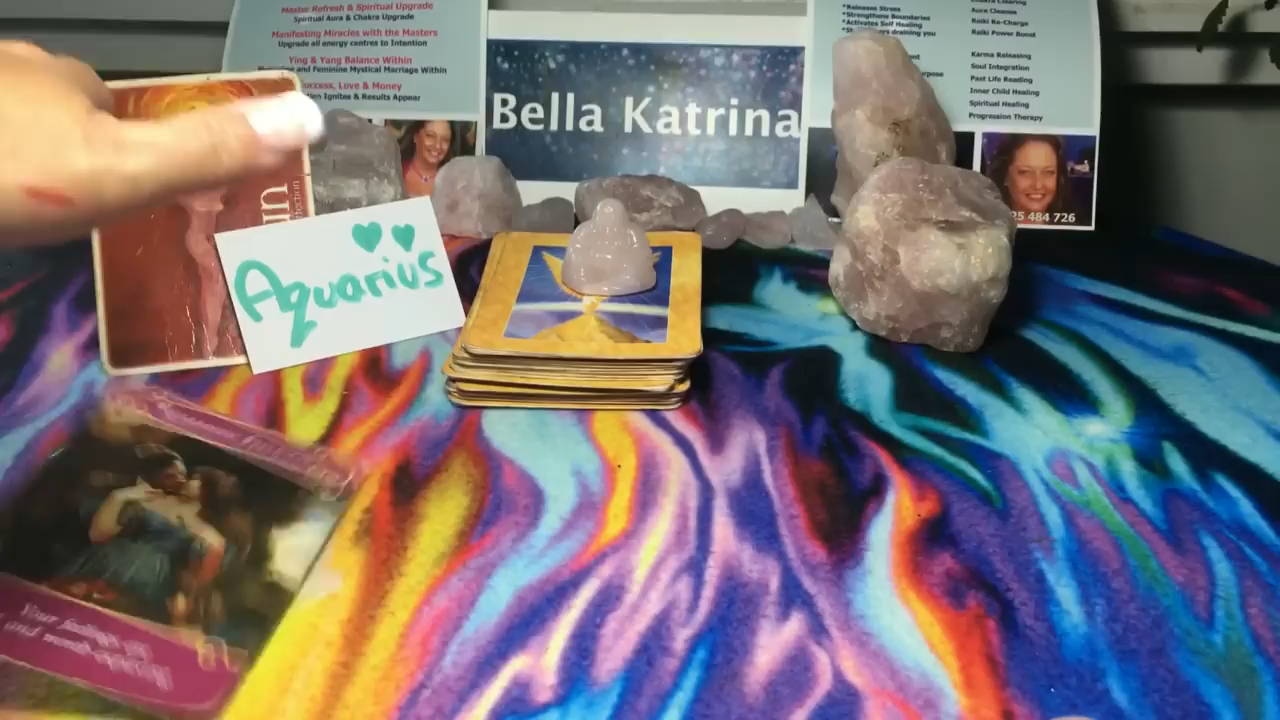 Master Refresh & Spiritual Upgrade
Spiritual Aura & Chakra Upgrade
Manifesting Miracles with the Masters
Upgrade all energy centres to Intention
Ying & Yang Balance Within
and Feminine Mystical Marriage Within
Love & Money
Ignites & Results Appear
Bella Katrina
*Releases Stress
*Strengthens Boundaries
*Activates Self Healing
draining you
Aura Cleanse
Reiki Re-Charge
Reiki Power Boost
Karma Releasing
Soul Integration
Past Life Reading
Inner Child Healing
Spiritual Healing
Progression Therapy
25 484 726
Aquarius